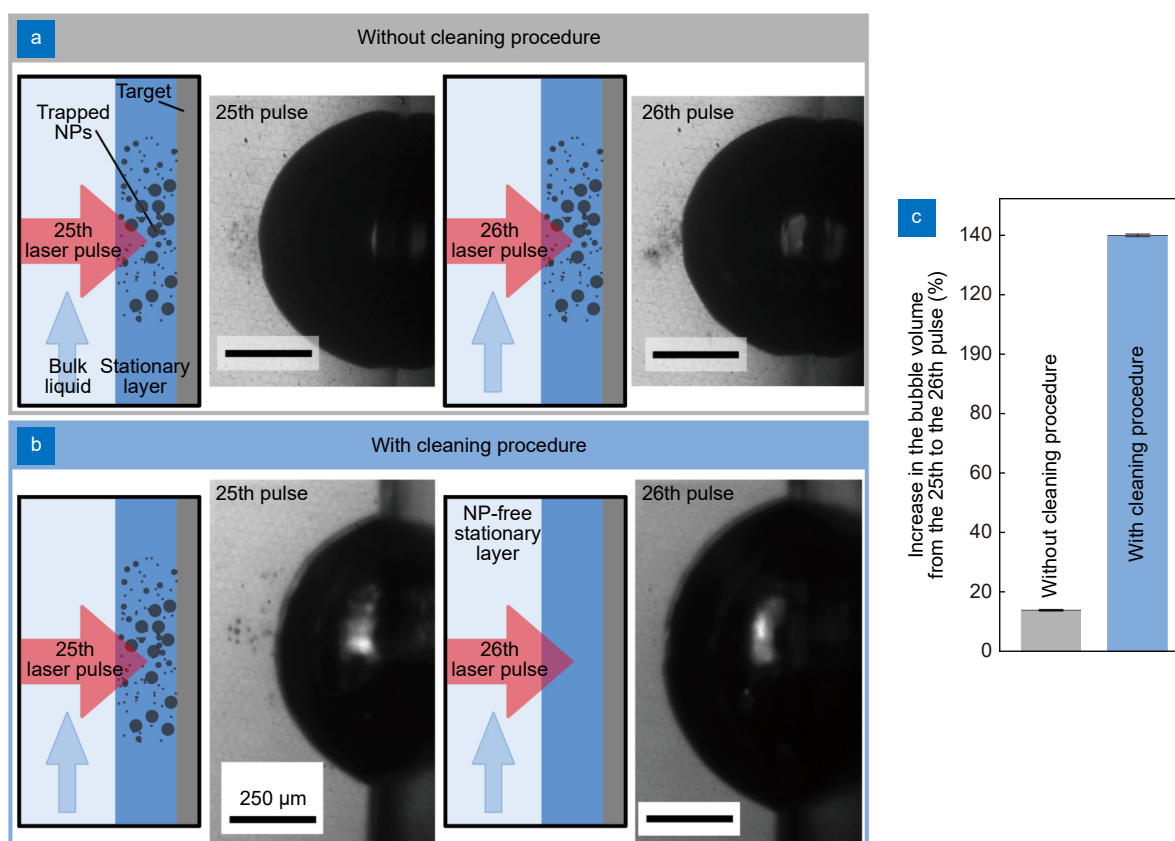 a
Without cleaning procedure
Target
Trapped
NPs
25th
laser pulse
Bulk
liquid
Stationary
layer
25th pulse
26th
laser pulse
26th pulse
b
With cleaning procedure
25th
laser pulse
25th pulse
250 µm
NP-free
stationary
layer
26th
laser pulse
26th pulse
c
Increase in the bubble volume
from the 25th to the 26th pulse (%)
140
120
140
80
60
40
20
0
Without cleaning procedure
With cleaning procedure